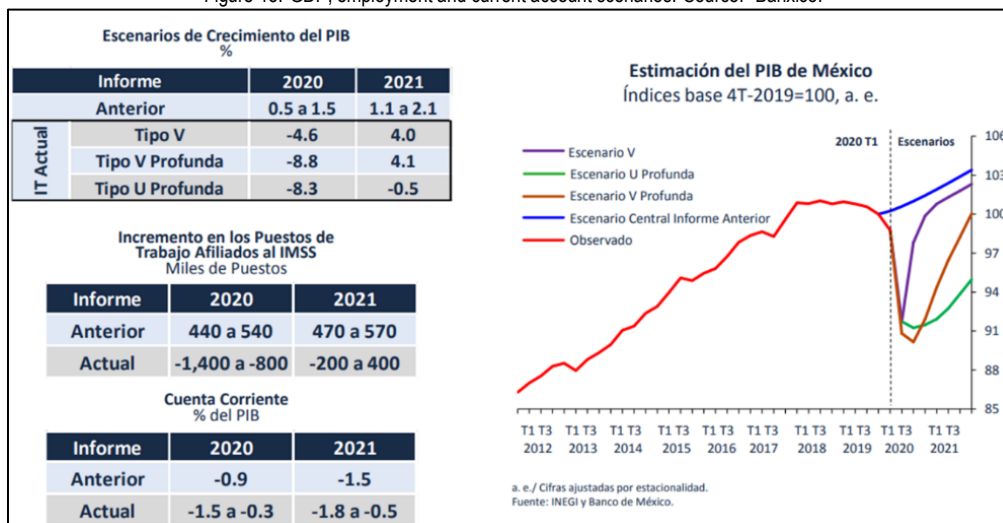 Escenarios de Crecimiento del PIB
%
Informe 2020 2021
Anterior 0.5 a 1.5 1.1 a 2.1
IT Actual
Tipo V -4.6 4.0
Tipo V Profunda -8.8 4.1
Tipo U Profunda -8.3 -0.5
Incremento en los Puestos de
Trabajo Afiliados al IMSS
Miles de Puestos
Informe 2020 2021
Anterior 440 a 540 470 a 570
Actual -1,400 a -800 -200 a 400
Cuenta Corriente
% del PIB
Informe 2020 2021
Anterior -0.9 -1.5
Actual -1.5 a -0.3 -1.8 a -0.5
Estimación del PIB de México
Índices base 4T-2019=100, a. e.
2020 T1 Escenarios
Escenario V
Escenario U Profunda
Escenario V Profunda
Escenario Central Informe Anterior
Observado
106
103
100
97
94
91
88
85
T1 T3 T1 T3 T1 T3 T1 T3 T1 T3 T1 T3 T1 T3 T1 T3 T1 T3 T1 T3
2012 2013 2014 2015 2016 2017 2018 2019 2020 2021
a. e./ Cifras ajustadas por estacionalidad.
Fuente: INEGI y Banco de México.